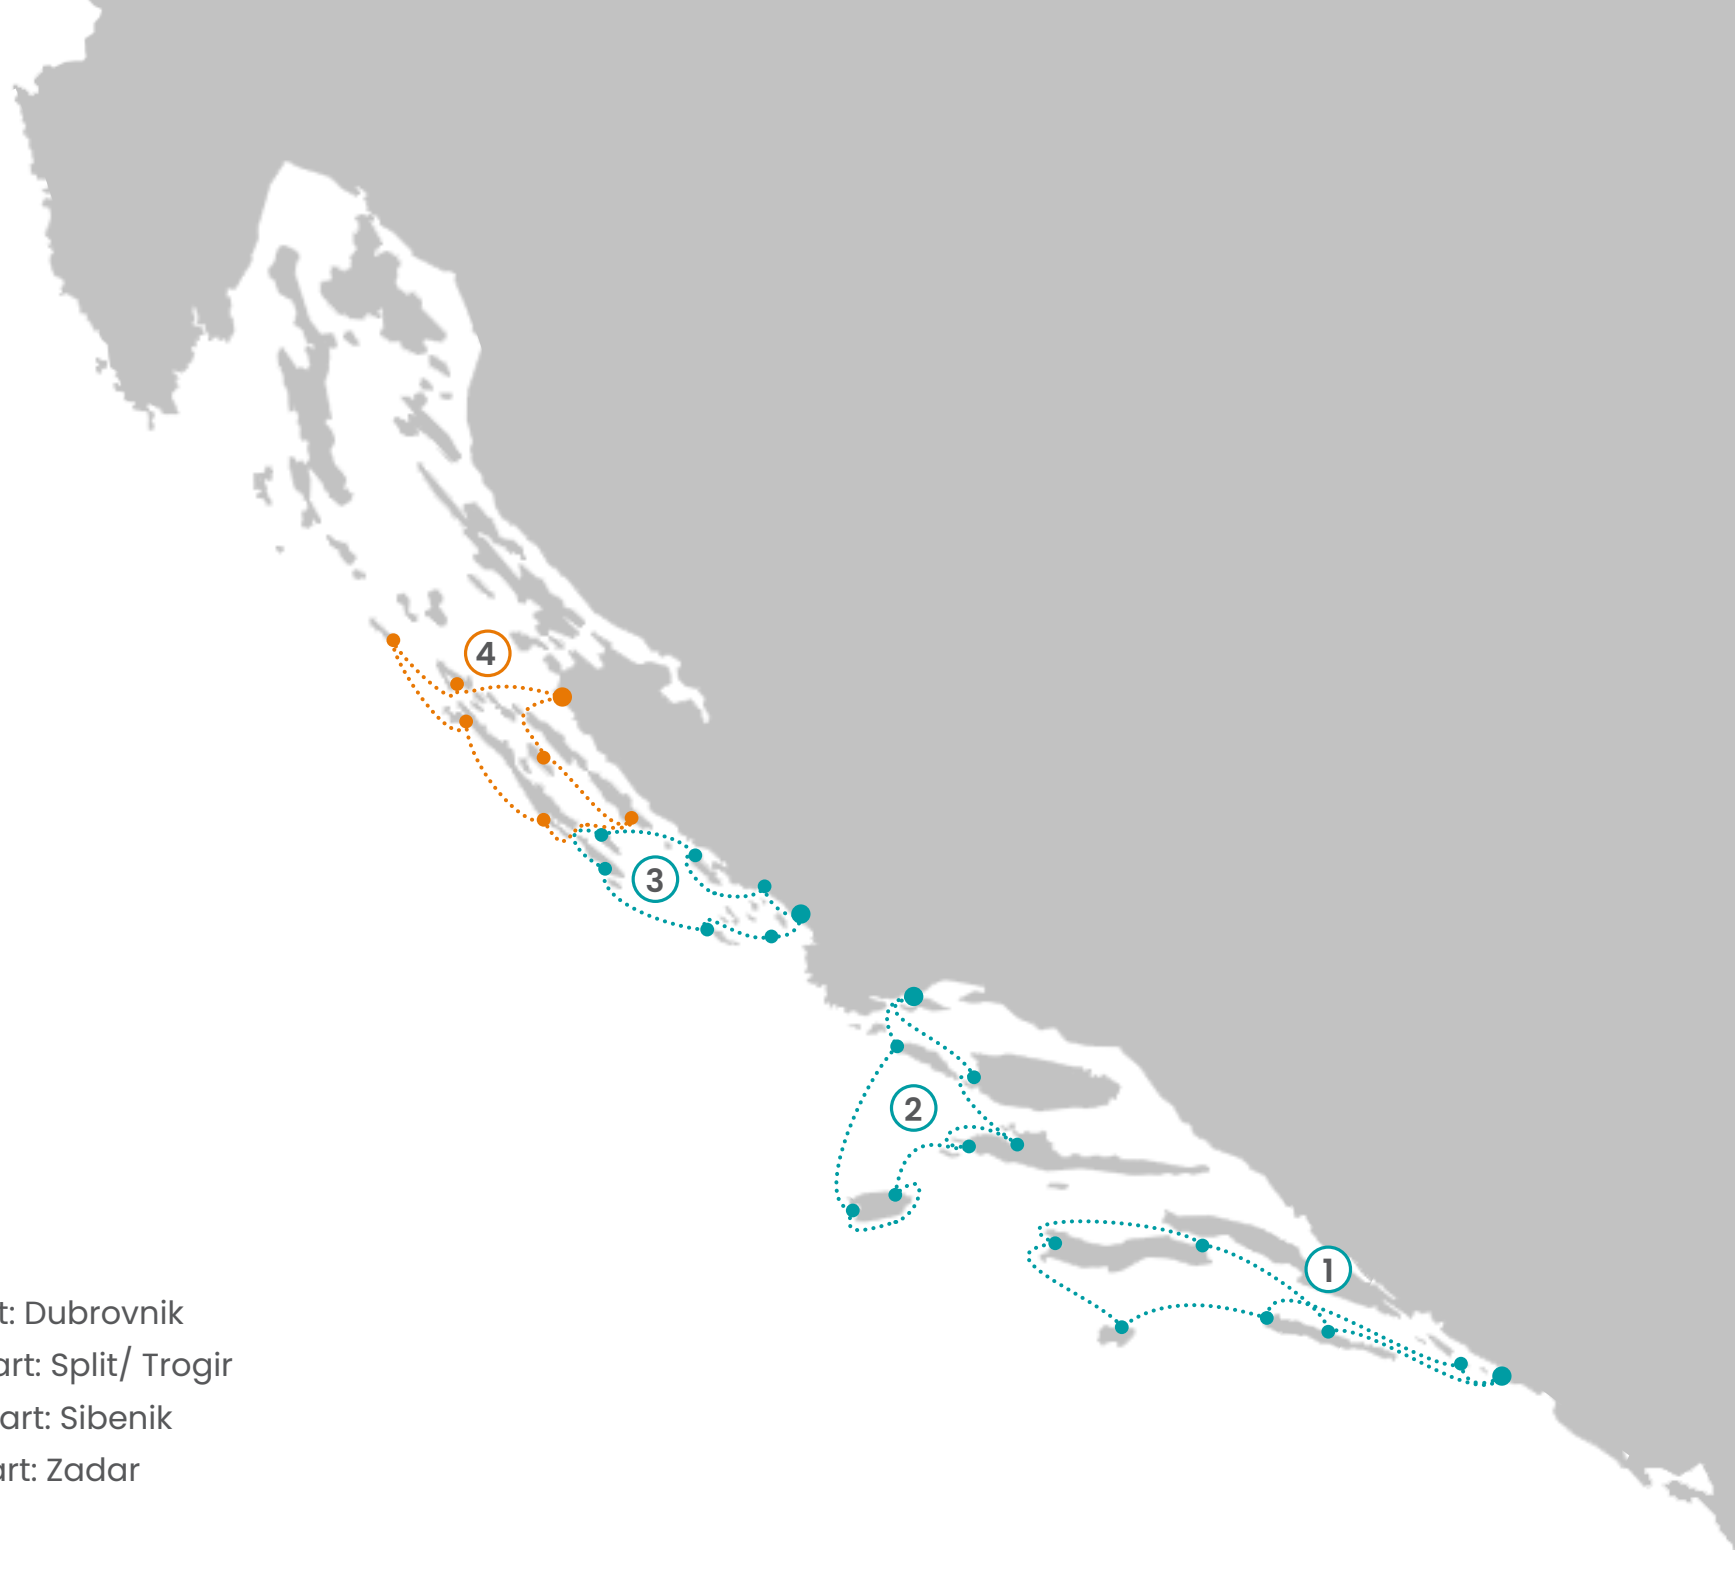 4
3
2
1
t: Dubrovnik
art: Split/ Trogir
art: Sibenik
art: Zadar